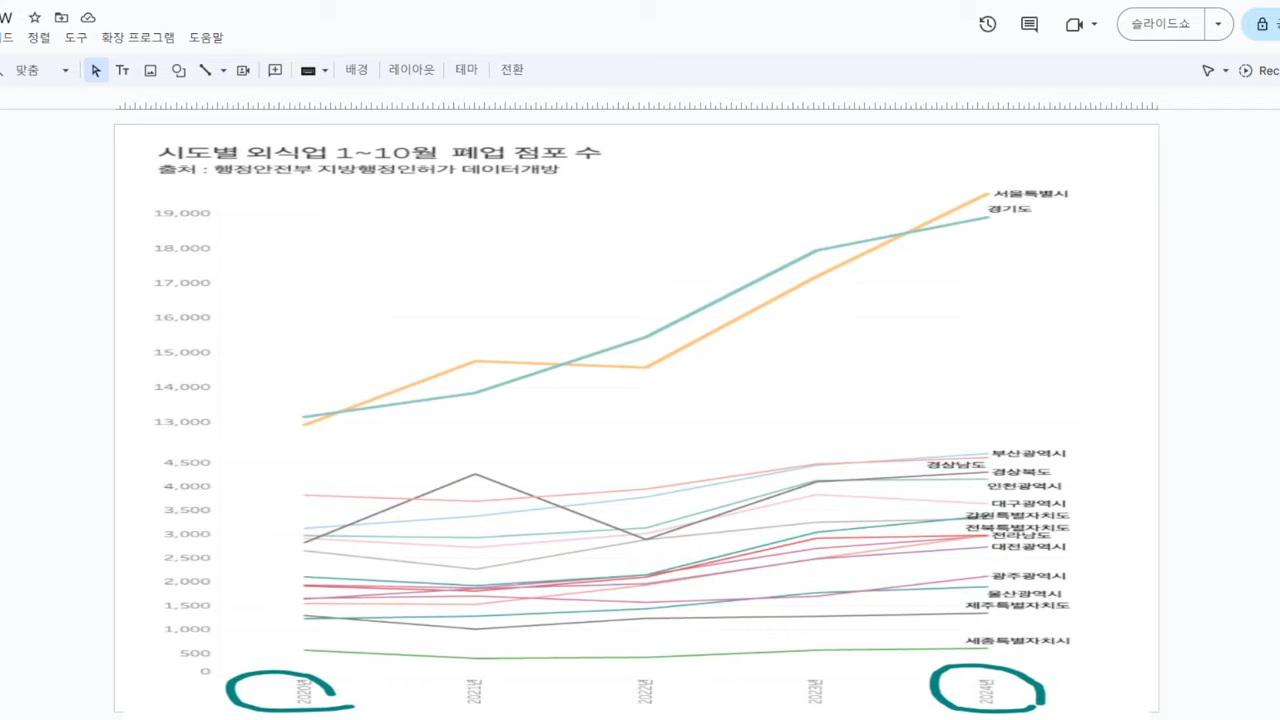 W
드 정렬 도구 확장 프로그램 도움말
슬라이드쇼
맞춤 Tт 배경 레이아웃 테마 전환 Rec
시도별 외식업 1~10월 폐업 점포 수
출처 : 행정안전부 지방행정인허가 데이터개방
서울특별시
경기도
19,000
18,000
17,000
16,000
15,000
14,000
13,000
4,500
4,000
3,500
3,000
2,500
2,000
1,500
1,000
500
0
부산광역시
경상남도
경상북도
인천광역시
대구광역시
강원특별자치도
전북특별자치도
전라남도
대전광역시
광주광역시
울산광역시
제주특별자치도
세종특별자치시
2020년 2021년 2022년 2023년 2024년